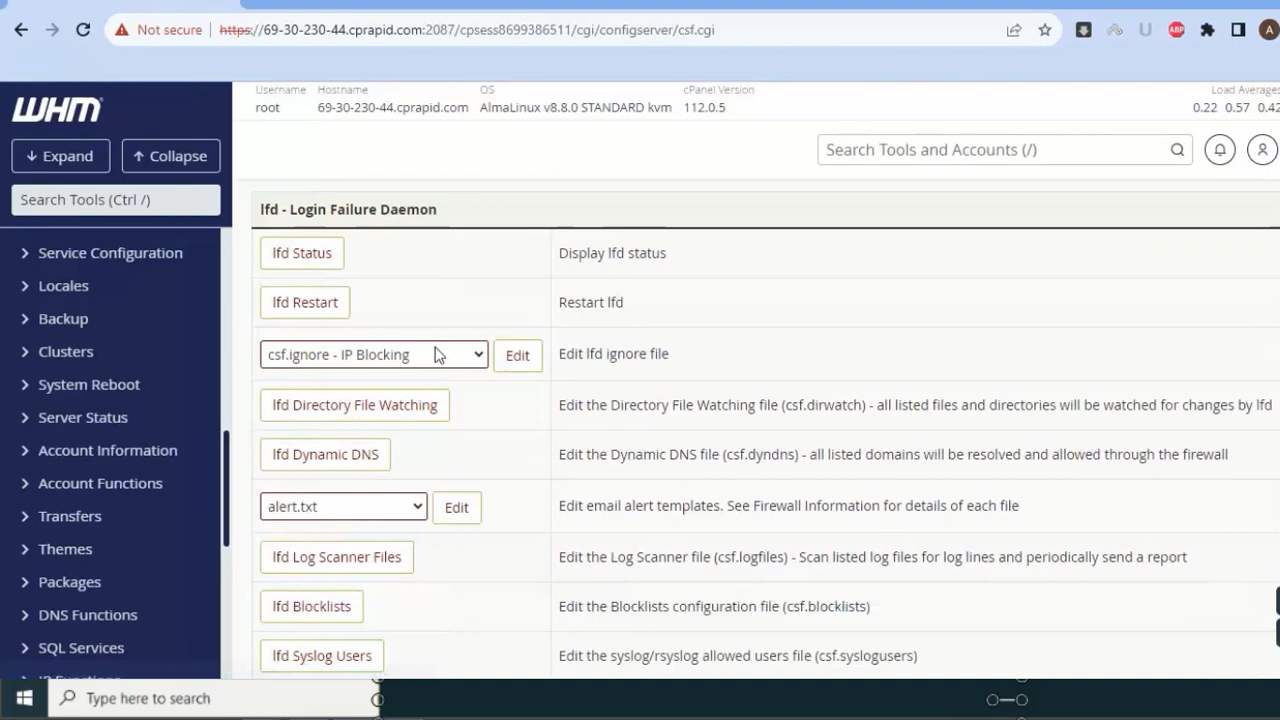 Not secure https://69-30-230-44.cprapid.com:2087/cpsess8699386511/cgi/configserver/csf.cgi
ABP
A
WHM
Username Hostname OS cPanel Version Load Averages
root 69-30-230-44.cprapid.com AlmaLinux v8.8.0 STANDARD kvm 112.0.5 0.22 0.57 0.42
Expand Collapse
Search Tools and Accounts (/)
Search Tools (Ctrl /)
lfd - Login Failure Daemon
Service Configuration
lfd Status Display lfd status
Locales
lfd Restart Restart lfd
Backup
Clusters
csf.ignore - IP Blocking Edit Edit lfd ignore file
System Reboot
lfd Directory File Watching Edit the Directory File Watching file (csf.dirwatch) - all listed files and directories will be watched for changes by lfd
Server Status
Account Information
lfd Dynamic DNS Edit the Dynamic DNS file (csf.dyndns) - all listed domains will be resolved and allowed through the firewall
Account Functions
alert.txt Edit Edit email alert templates. See Firewall Information for details of each file
Transfers
Themes
lfd Log Scanner Files Edit the Log Scanner file (csf.logfiles) - Scan listed log files for log lines and periodically send a report
Packages
lfd Blocklists Edit the Blocklists configuration file (csf.blocklists)
DNS Functions
SQL Services
lfd Syslog Users Edit the syslog/rsyslog allowed users file (csf.syslogusers)
Type here to search